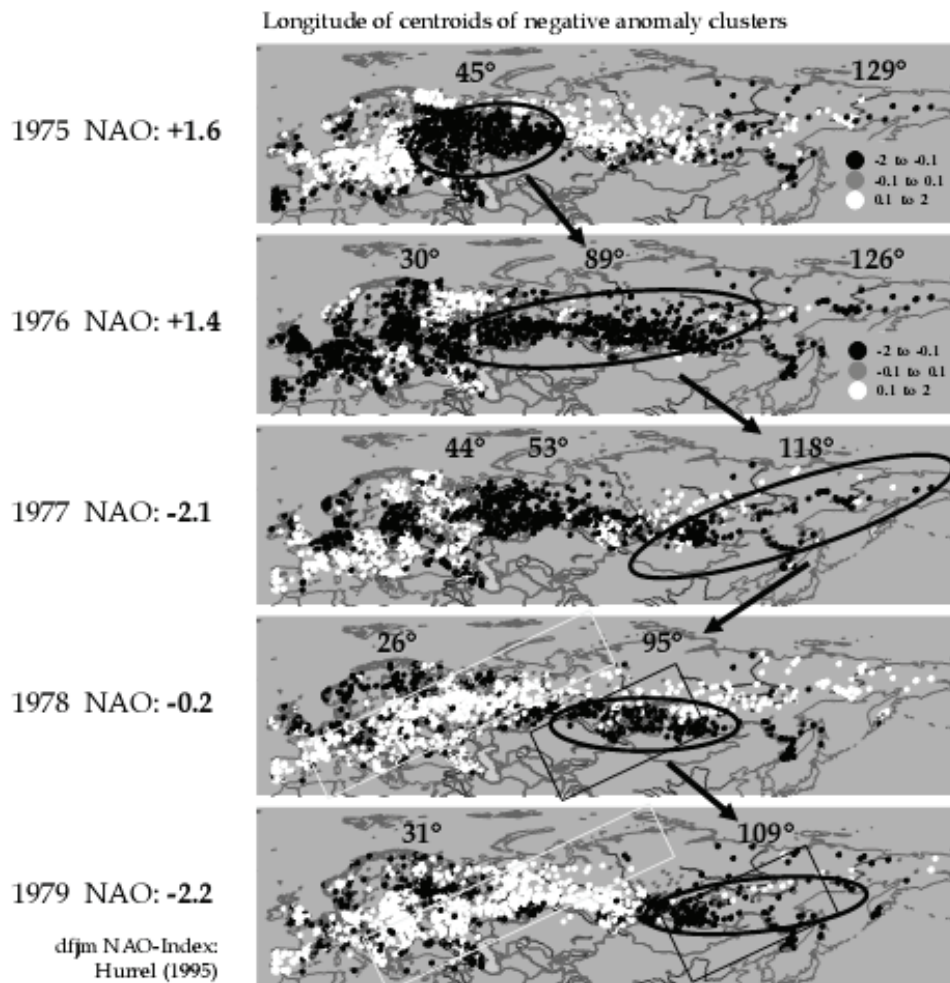 Longitude of centroids of negative anomaly clusters
45° 129°
1975 NAO: +1.6
-2 to -0.1
-0.1 to 0.1
0.1 to 2
30° 89° 126°
1976 NAO: +1.4
-2 to -0.1
-0.1 to 0.1
0.1 to 2
44° 53° 118°
1977 NAO: -2.1
26° 95°
1978 NAO: -0.2
31° 109°
1979 NAO: -2.2
dfjm NAO-Index:
Hurrel (1995)